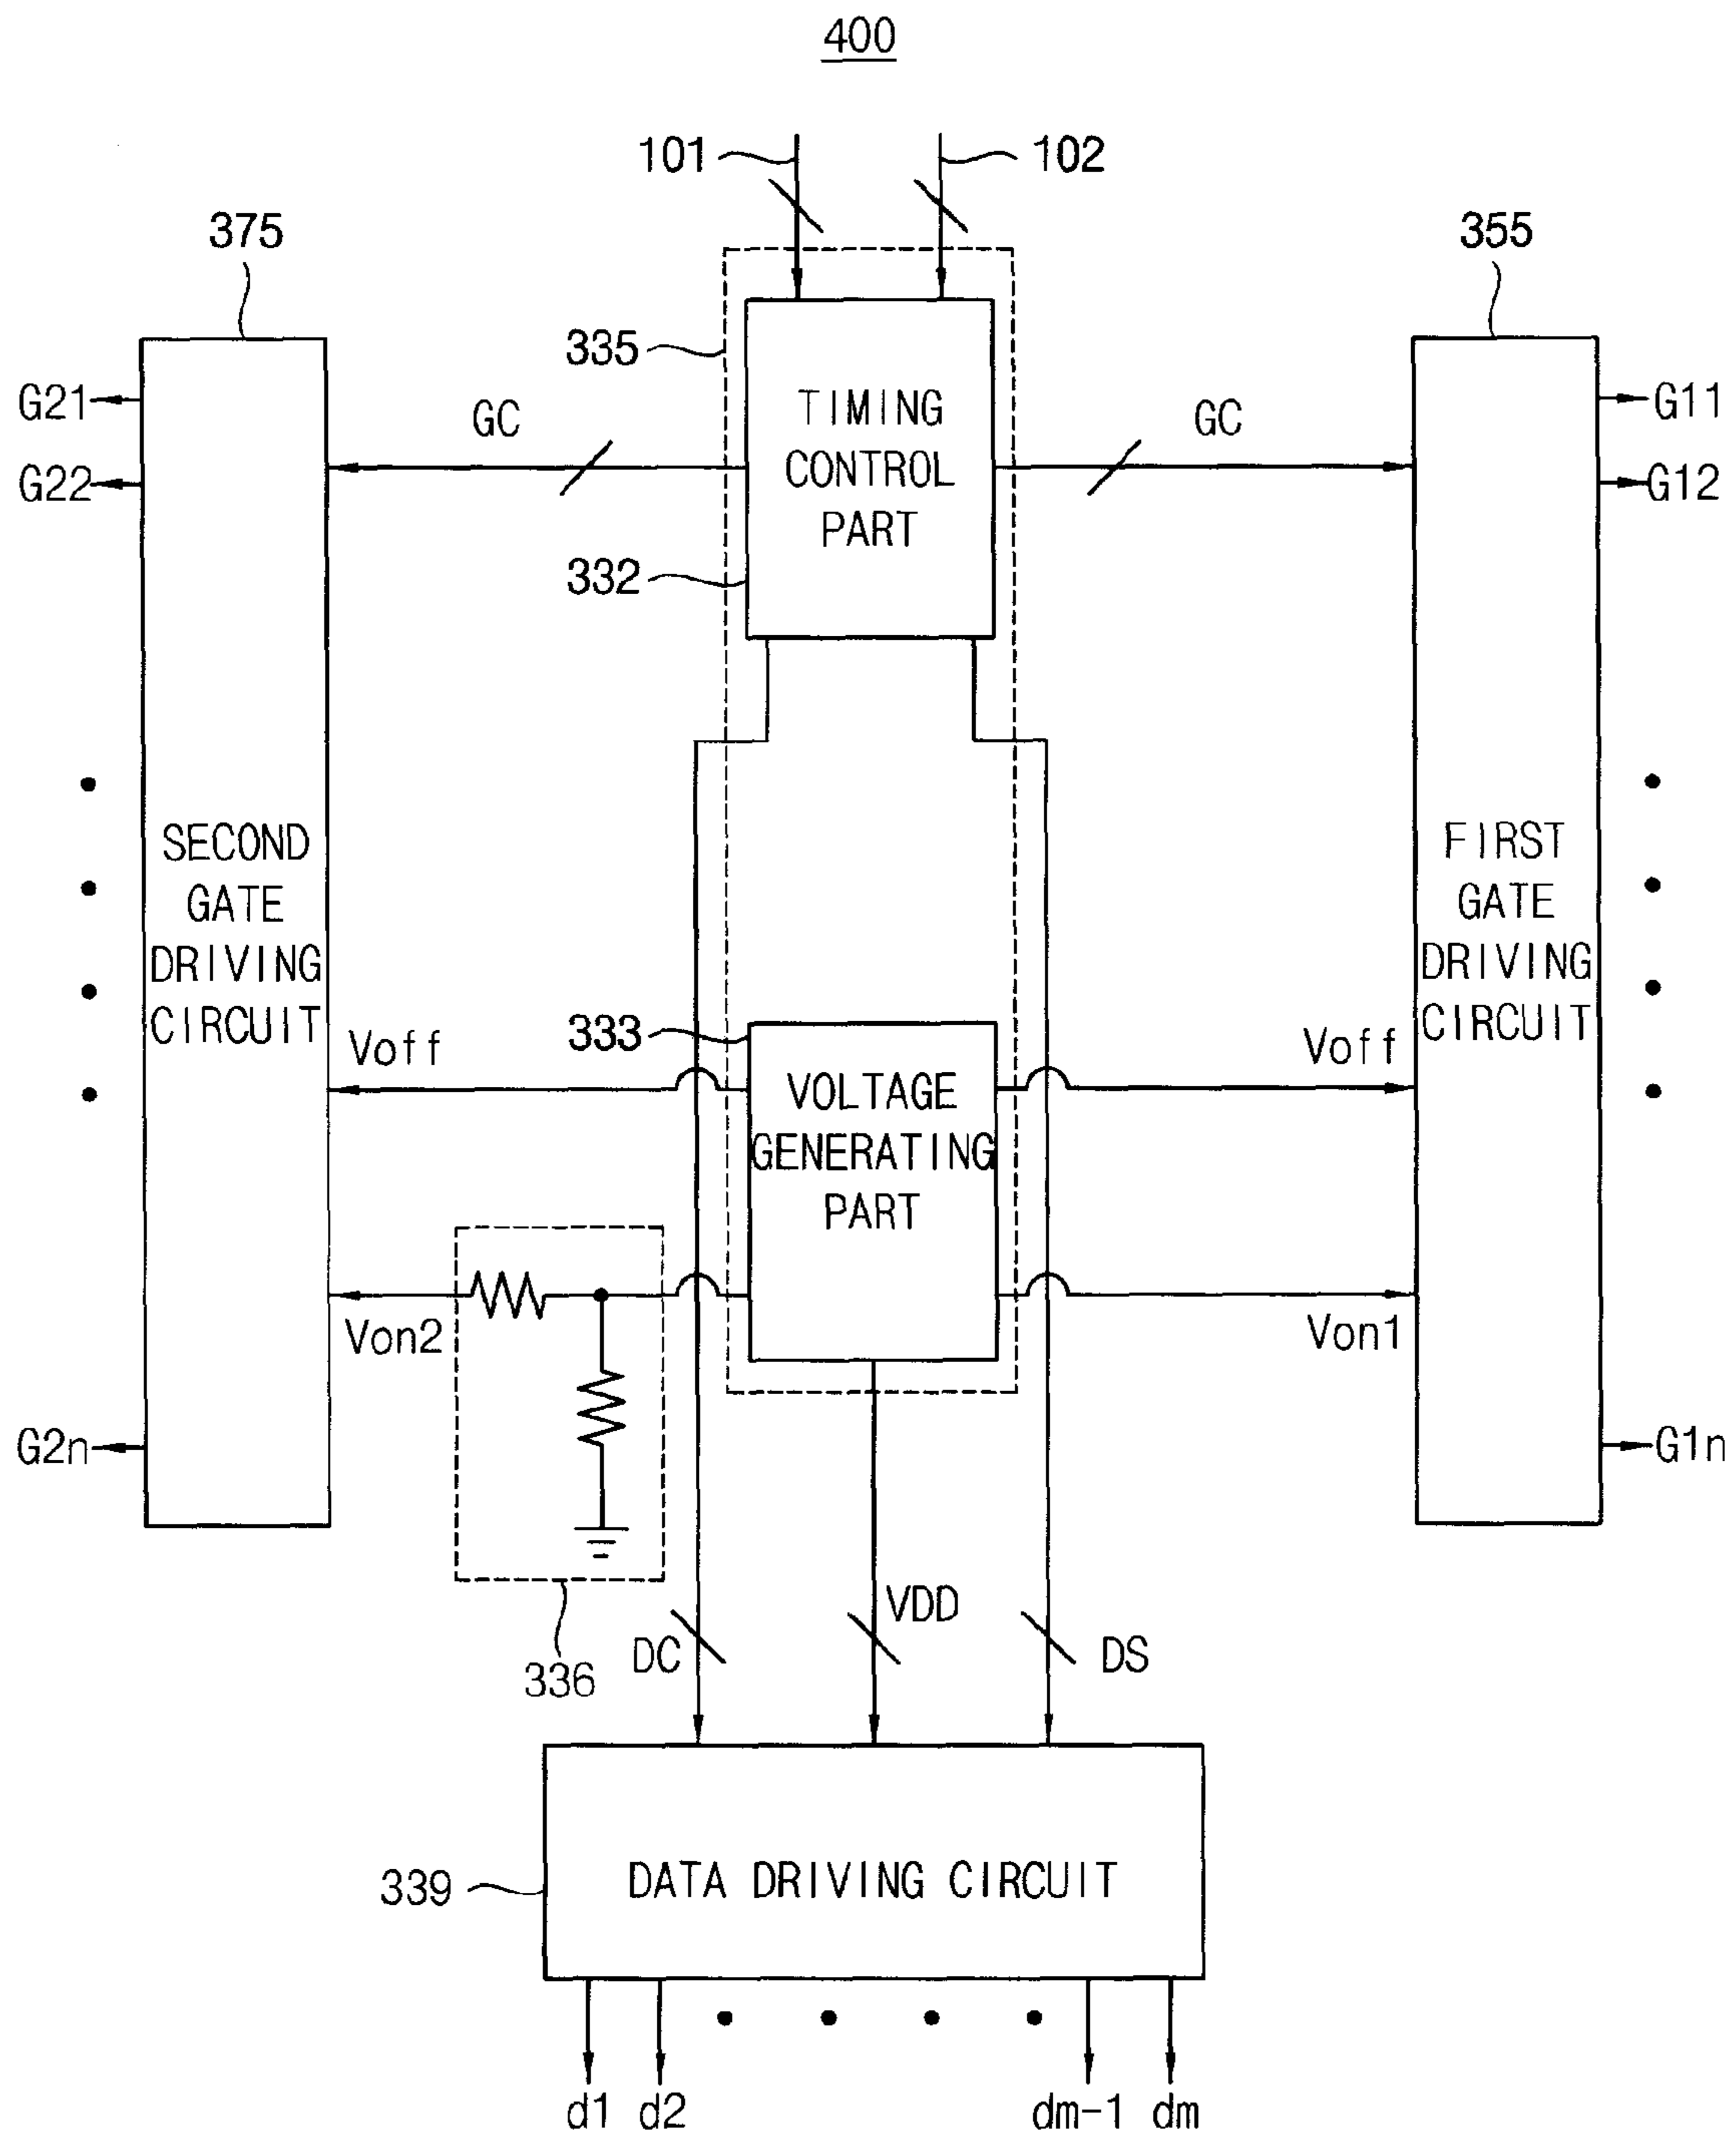 400
101
102
375
355
335
TIMING
CONTROL
PART
G21
GC
GC
G11
G22
G12
332
SECOND
GATE
DRIVING
CIRCUIT
FIRST
GATE
DRIVING
CIRCUIT
333
Voff
Voff
VOLTAGE
GENERATING
PART
Von2
Von1
G2n
G1n
VDD
DC
DS
336
339
DATA DRIVING CIRCUIT
d1
d2
dm-1
dm